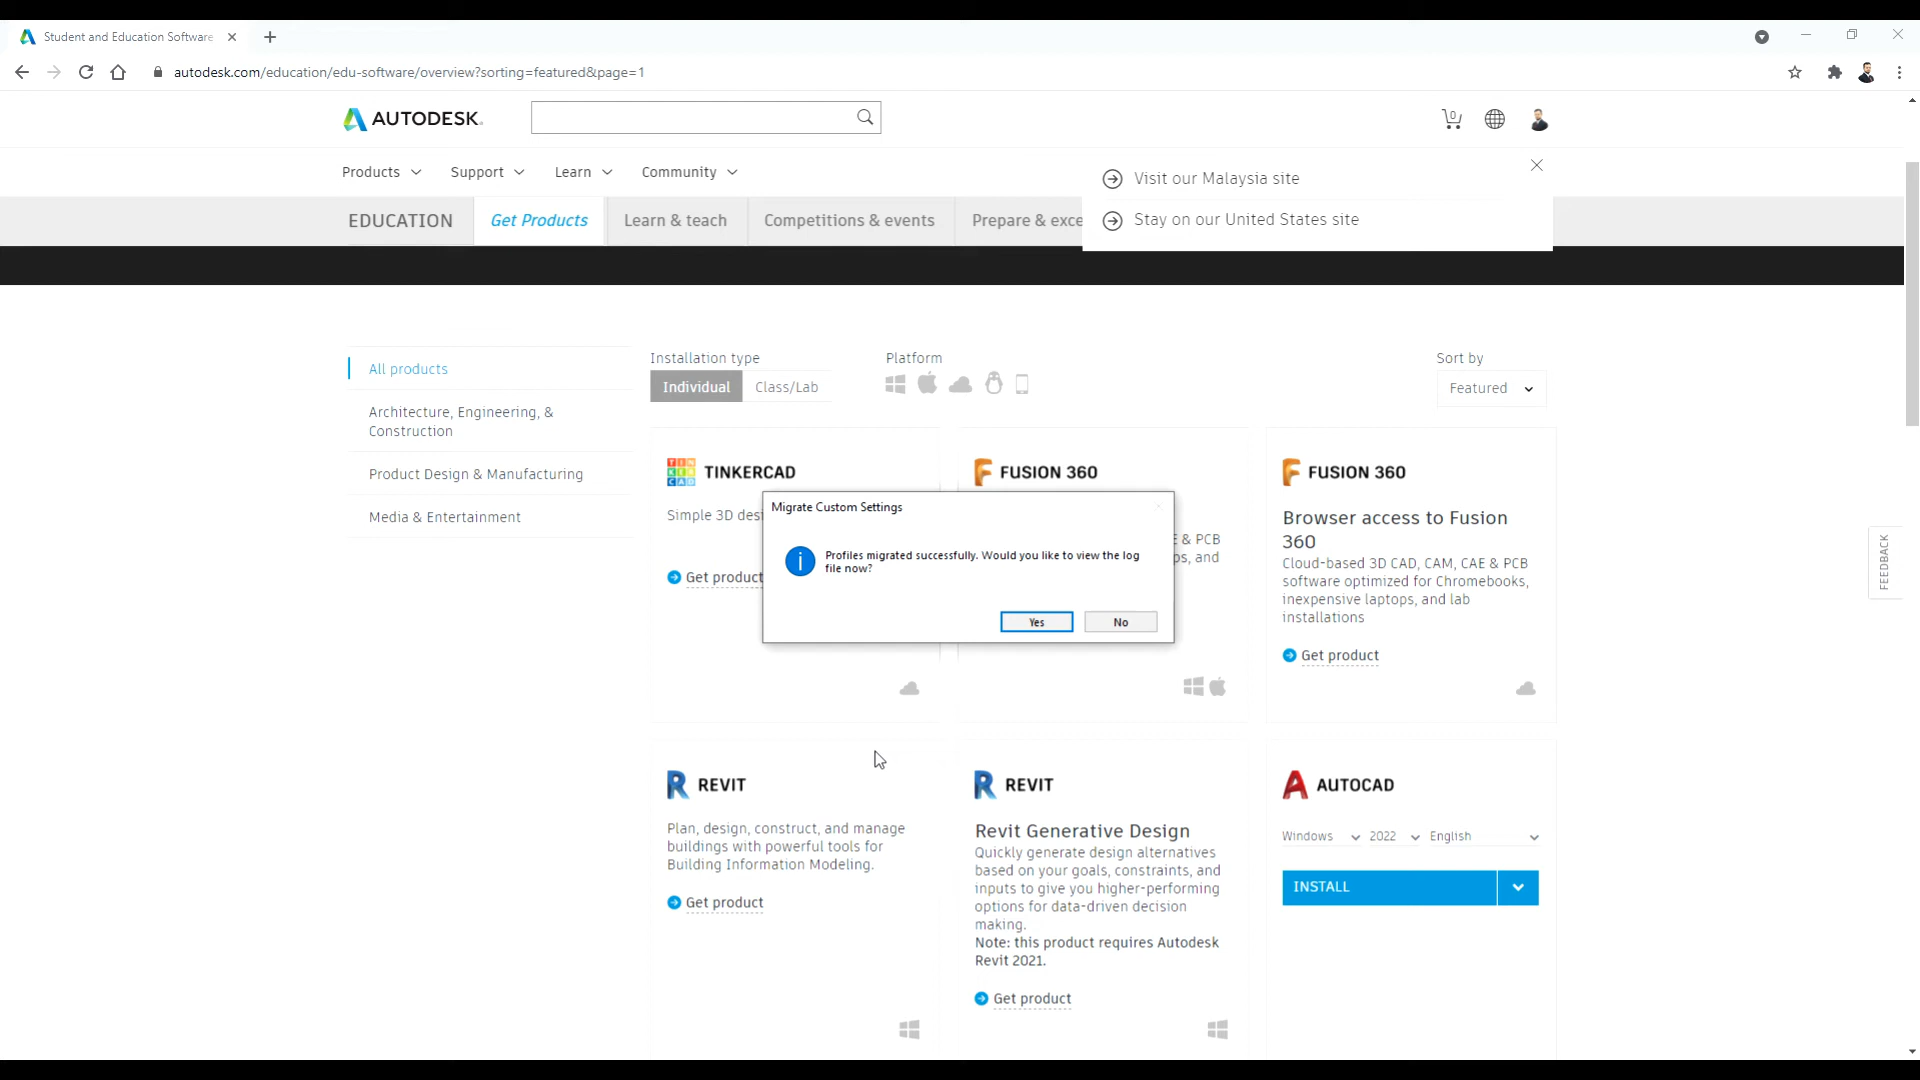 Student and Education Software
autodesk.com/education/edu-software/overview?sorting=featured&page=1
AUTODESK.
0
Products
Support
Learn
Community
Visit our Malaysia site
Stay on our United States site
EDUCATION
Get Products
Learn & teach
Competitions & events
Prepare & exce
All products
Architecture, Engineering, &
Construction
Product Design & Manufacturing
Media & Entertainment
Installation type
Individual
Class/Lab
Platform
Sort by
Featured
TINKERCAD
Simple 3D desi
Get product
FUSION 360
E & PCB
ps, and
FUSION 360
Browser access to Fusion
360
Cloud-based 3D CAD, CAM, CAE & PCB
software optimized for Chromebooks,
inexpensive laptops, and lab
installations
Get product
Migrate Custom Settings
Profiles migrated successfully. Would you like to view the log
file now?
Yes
No
FEEDBACK
REVIT
Plan, design, construct, and manage
buildings with powerful tools for
Building Information Modeling.
Get product
REVIT
Revit Generative Design
Quickly generate design alternatives
based on your goals, constraints, and
inputs to give you higher-performing
options for data-driven decision
making.
Note: this product requires Autodesk
Revit 2021.
Get product
AUTOCAD
Windows
2022
English
INSTALL